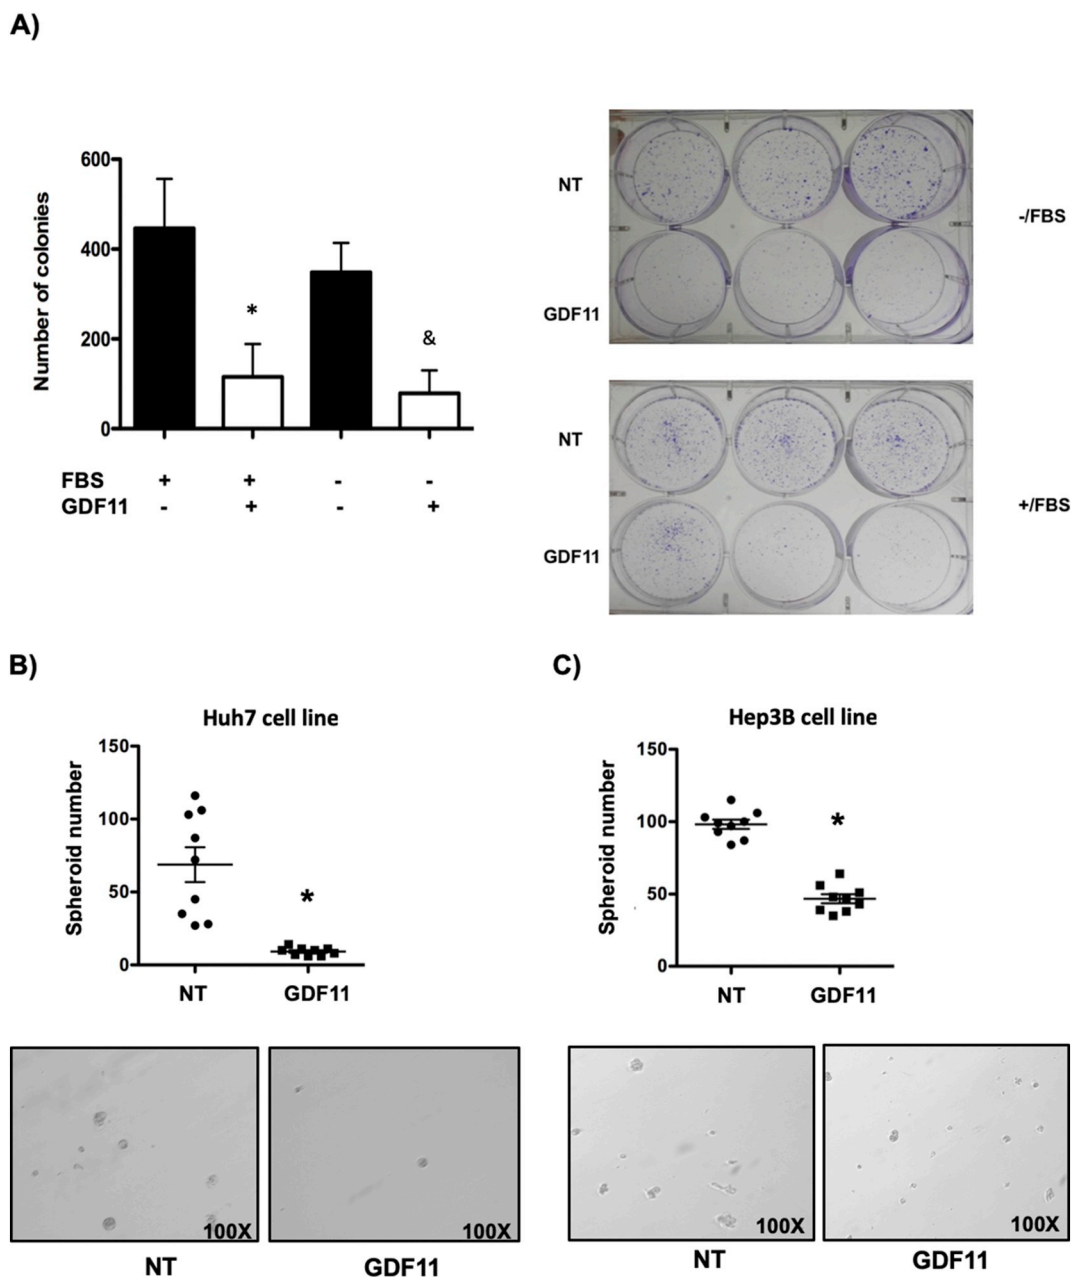 A)
600
400
200
0
Number of colonies
*
&
FBS + + - -
GDF11 - + - +
NT
GDF11
-/FBS
NT
GDF11
+/FBS
B)
Huh7 cell line
150
100
50
0
Spheroid number
*
NT GDF11
100X
100X
NT GDF11
C)
Hep3B cell line
150
100
50
0
Spheroid number
*
NT GDF11
100X
100X
NT GDF11